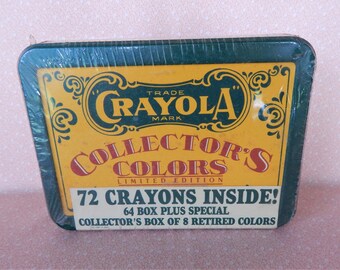 TRADE
"CRAYOLA"
MARK
COLLECTOR'S
COLORS
LIMITED EDITION
72 CRAYONS INSIDE!
64 BOX PLUS SPECIAL
COLLECTOR'S BOX OF 8 RETIRED COLORS